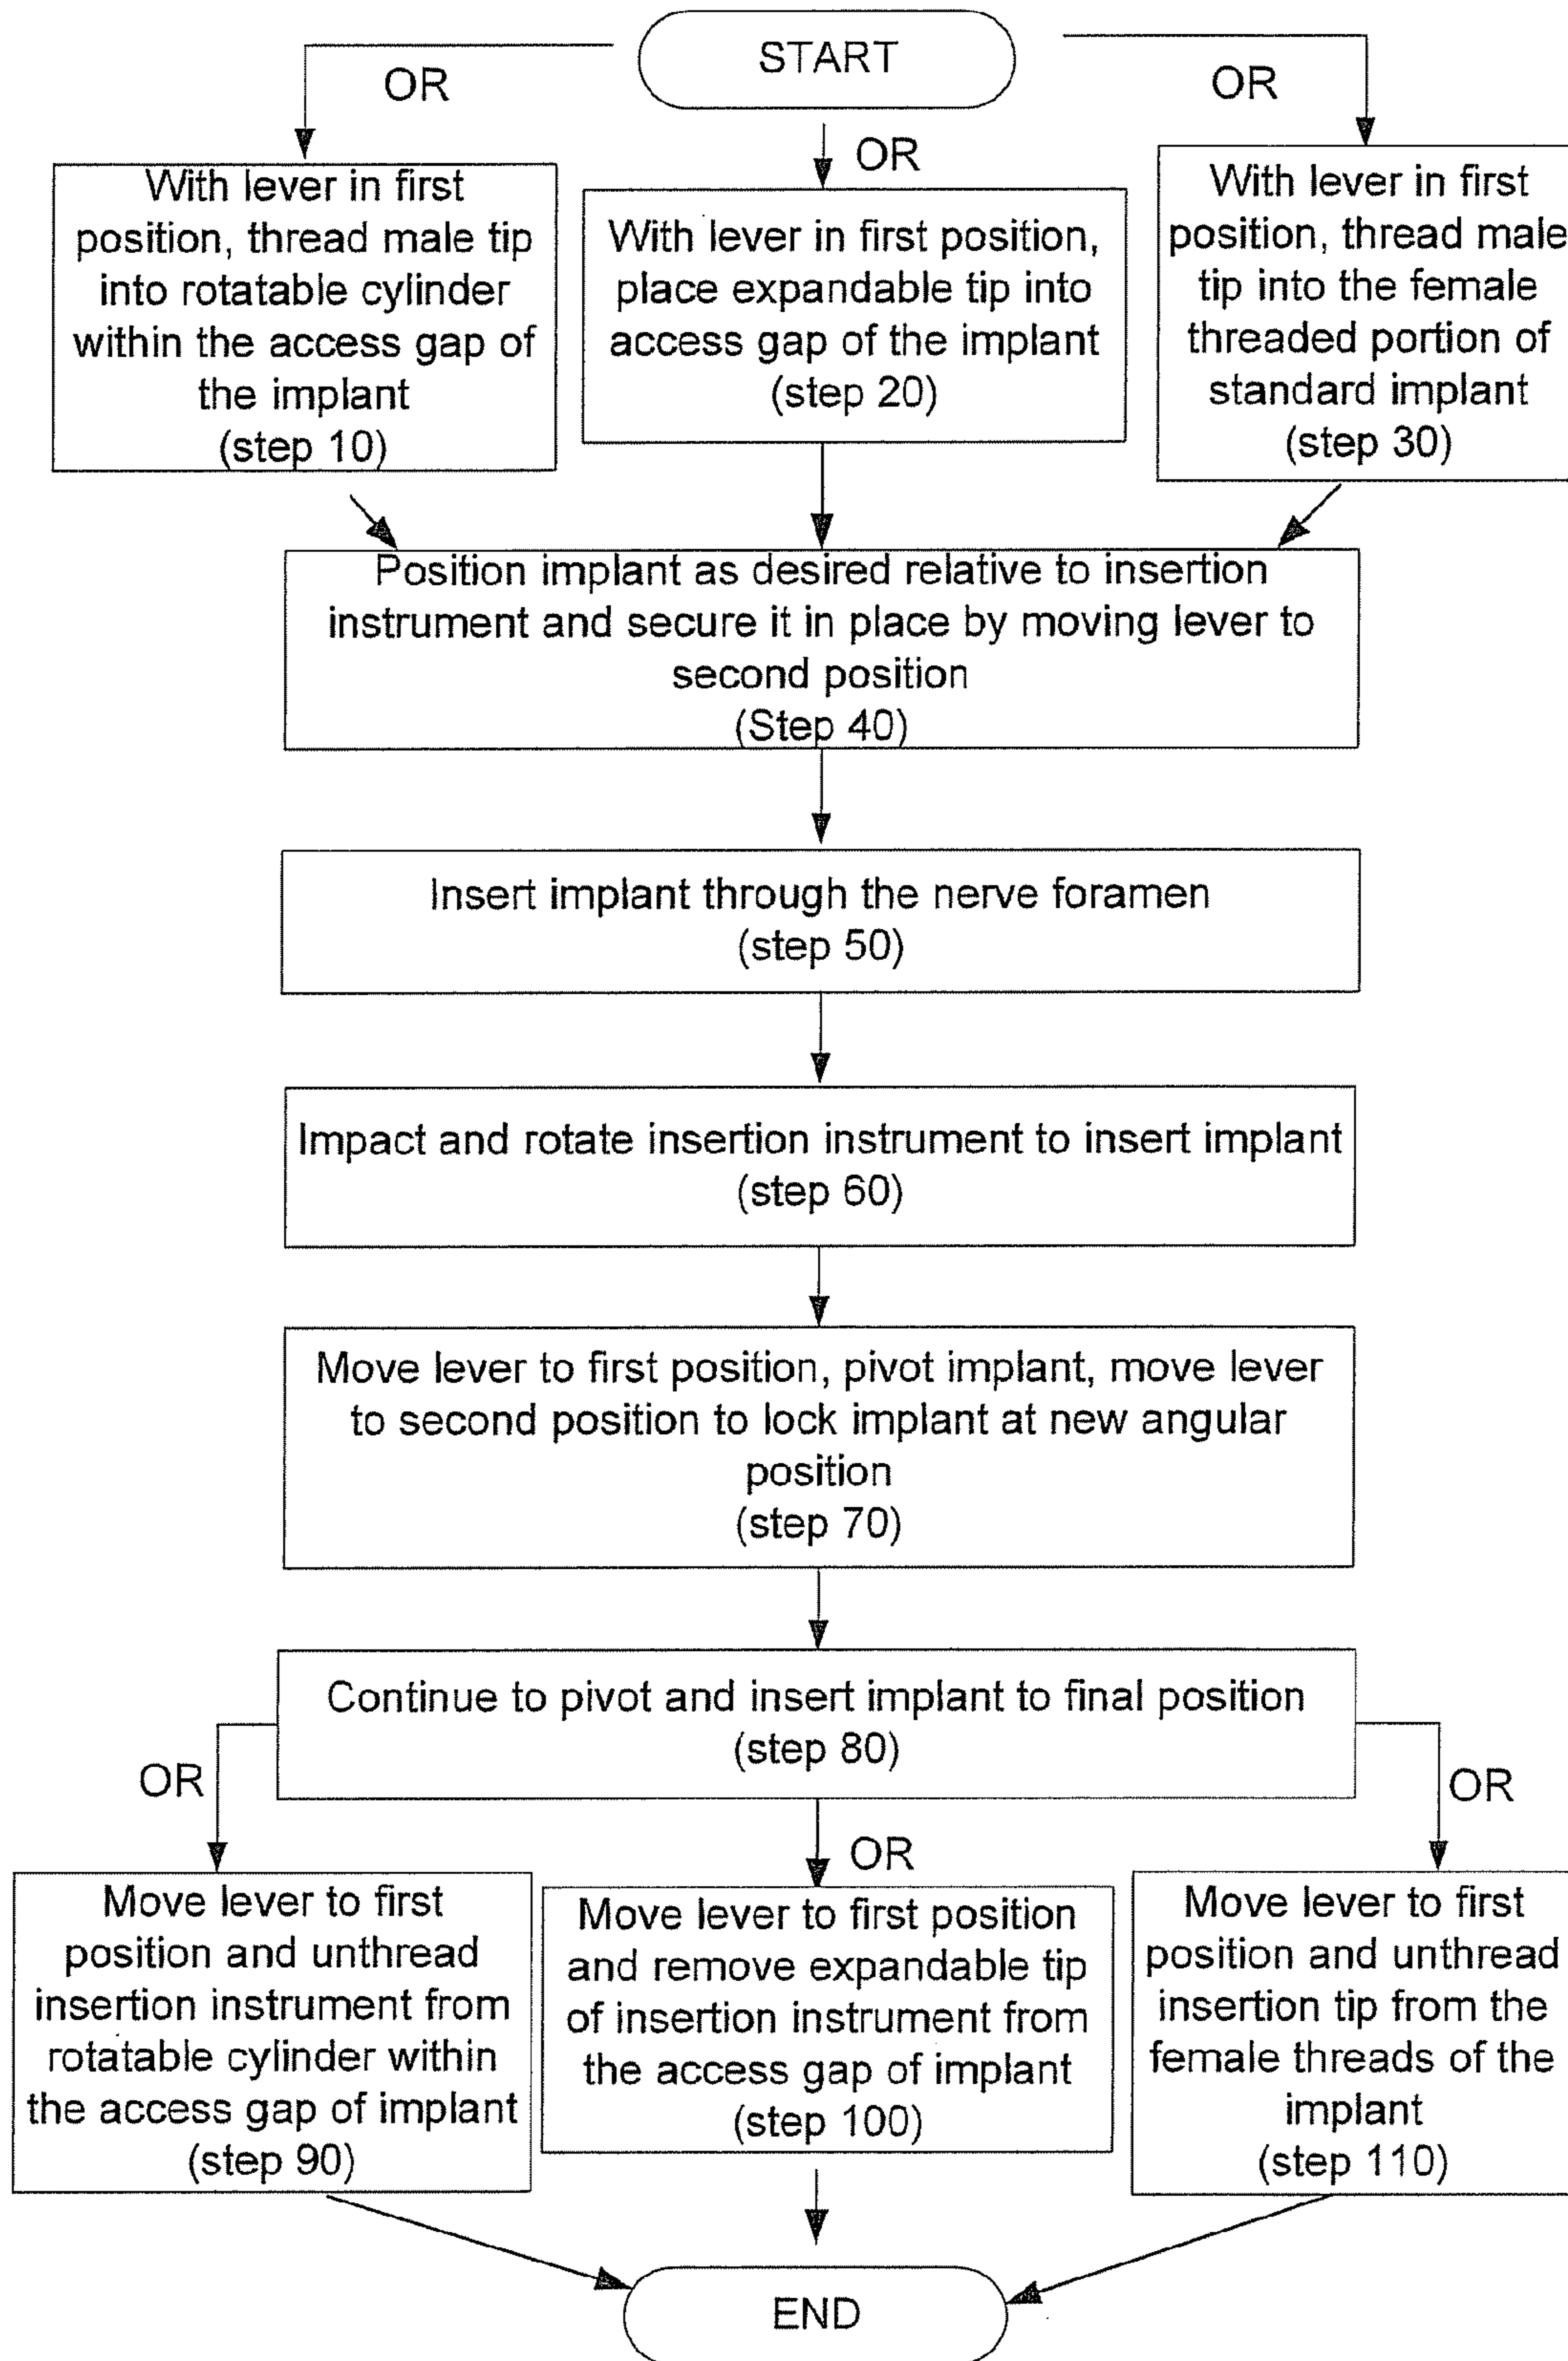 START
OR
OR
OR
With lever in first
position, thread male tip
into rotatable cylinder
within the access gap of
the implant
(step 10)
With lever in first position,
place expandable tip into
access gap of the implant
(step 20)
With lever in first
position, thread male
tip into the female
threaded portion of
standard implant
(step 30)
Position implant as desired relative to insertion
instrument and secure it in place by moving lever to
second position
(Step 40)
Insert implant through the nerve foramen
(step 50)
Impact and rotate insertion instrument to insert implant
(step 60)
Move lever to first position, pivot implant, move lever
to second position to lock implant at new angular
position
(step 70)
Continue to pivot and insert implant to final position
(step 80)
OR
OR
OR
Move lever to first
position and unthread
insertion instrument from
rotatable cylinder within
the access gap of implant
(step 90)
Move lever to first position
and remove expandable tip
of insertion instrument from
the access gap of implant
(step 100)
Move lever to first
position and unthread
insertion tip from the
female threads of the
implant
(step 110)
END